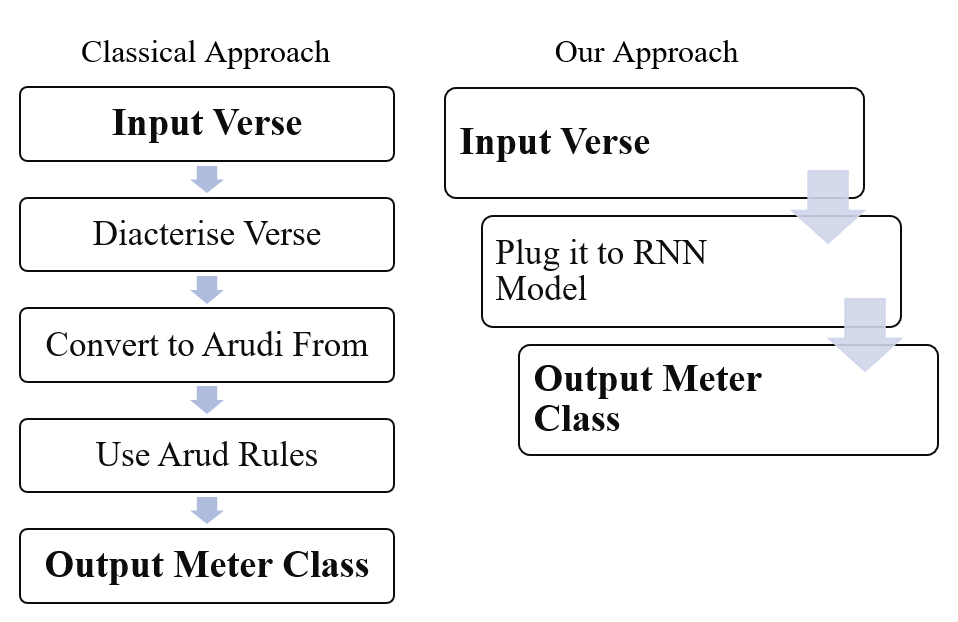 Classical Approach
Input Verse
Diacterise Verse
Convert to Arudi From
Use Arud Rules
Output Meter Class
Our Approach
Input Verse
Plug it to RNN
Model
Output Meter
Class